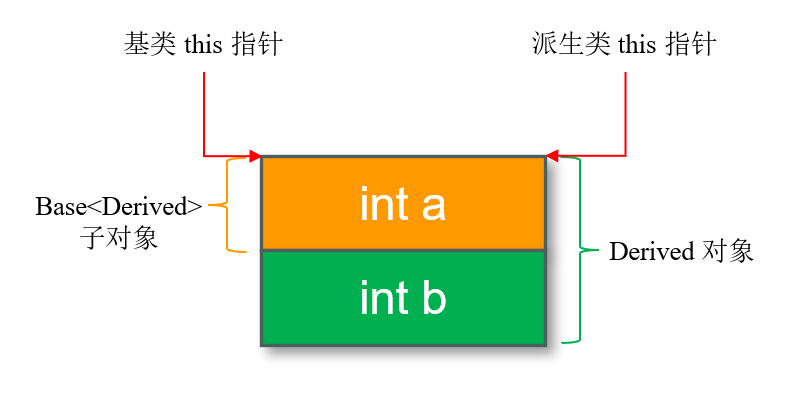 基类 this 指针
派生类 this 指针
int a
Base<Derived>
子对象
Derived 对象
int b